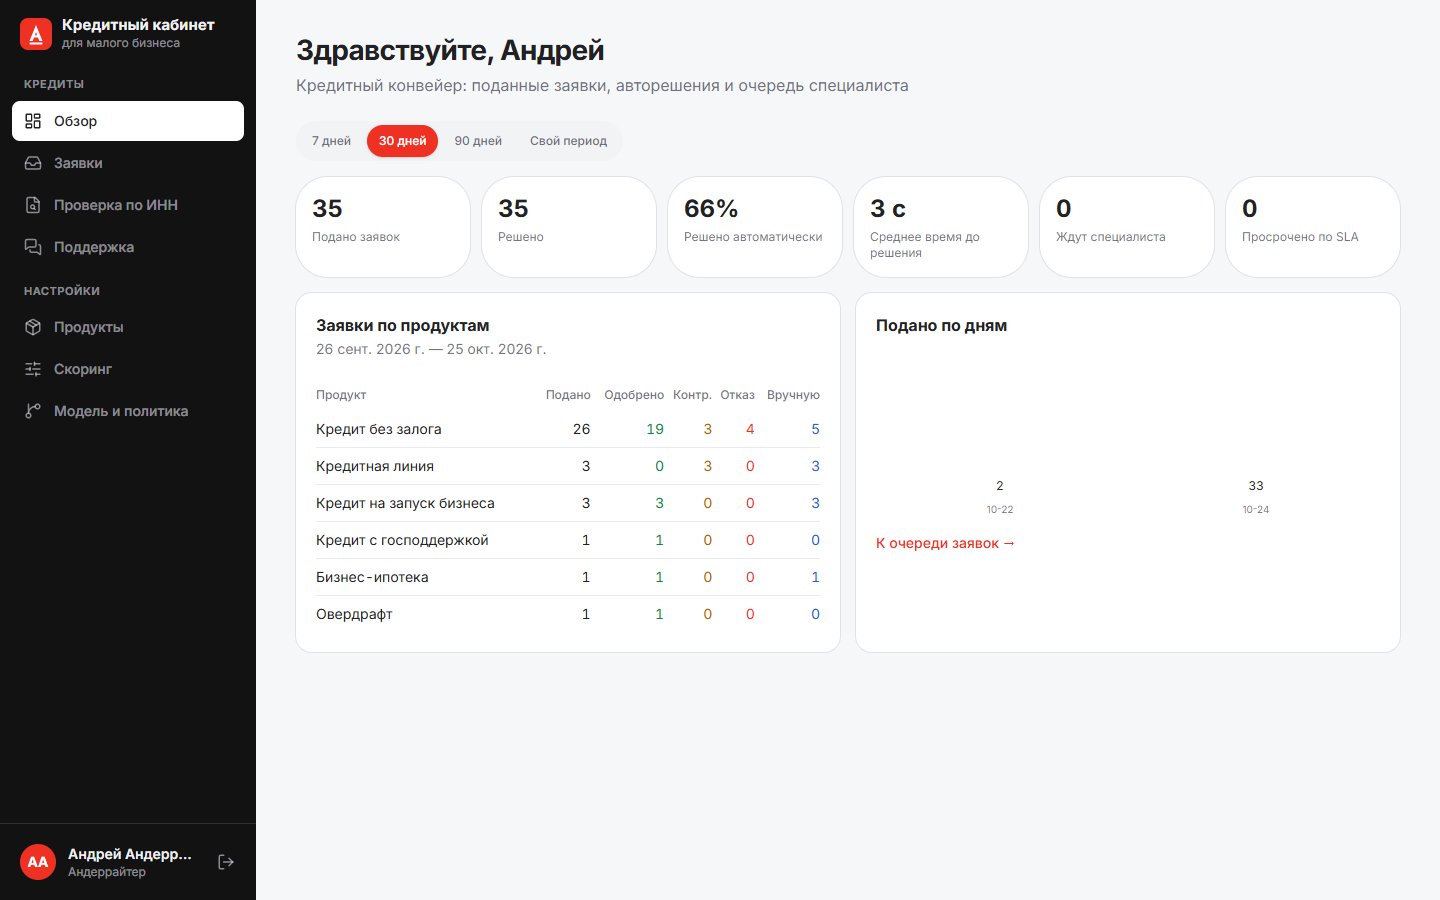 Кредитный кабинет
для малого бизнеса
КРЕДИТЫ
Обзор
Заявки
Проверка по ИНН
Поддержка
НАСТРОЙКИ
Продукты
Скоринг
Модель и политика
АА
Андрей Андерр...
Андеррайтер
Здравствуйте, Андрей
Кредитный конвейер: поданные заявки, авторешения и очередь специалиста
7 дней 30 дней 90 дней Свой период
35
Подано заявок
35
Решено
66%
Решено автоматически
3 с
Среднее время до
решения
0
Ждут специалиста
0
Просрочено по SLA
Заявки по продуктам
26 сент. 2026 г. — 25 окт. 2026 г.
Продукт Подано Одобрено Контр. Отказ Вручную
Кредит без залога 26 19 3 4 5
Кредитная линия 3 0 3 0 3
Кредит на запуск бизнеса 3 3 0 0 3
Кредит с господдержкой 1 1 0 0 0
Бизнес-ипотека 1 1 0 0 1
Овердрафт 1 1 0 0 0
Подано по дням
2 33
10-22 10-24
К очереди заявок →